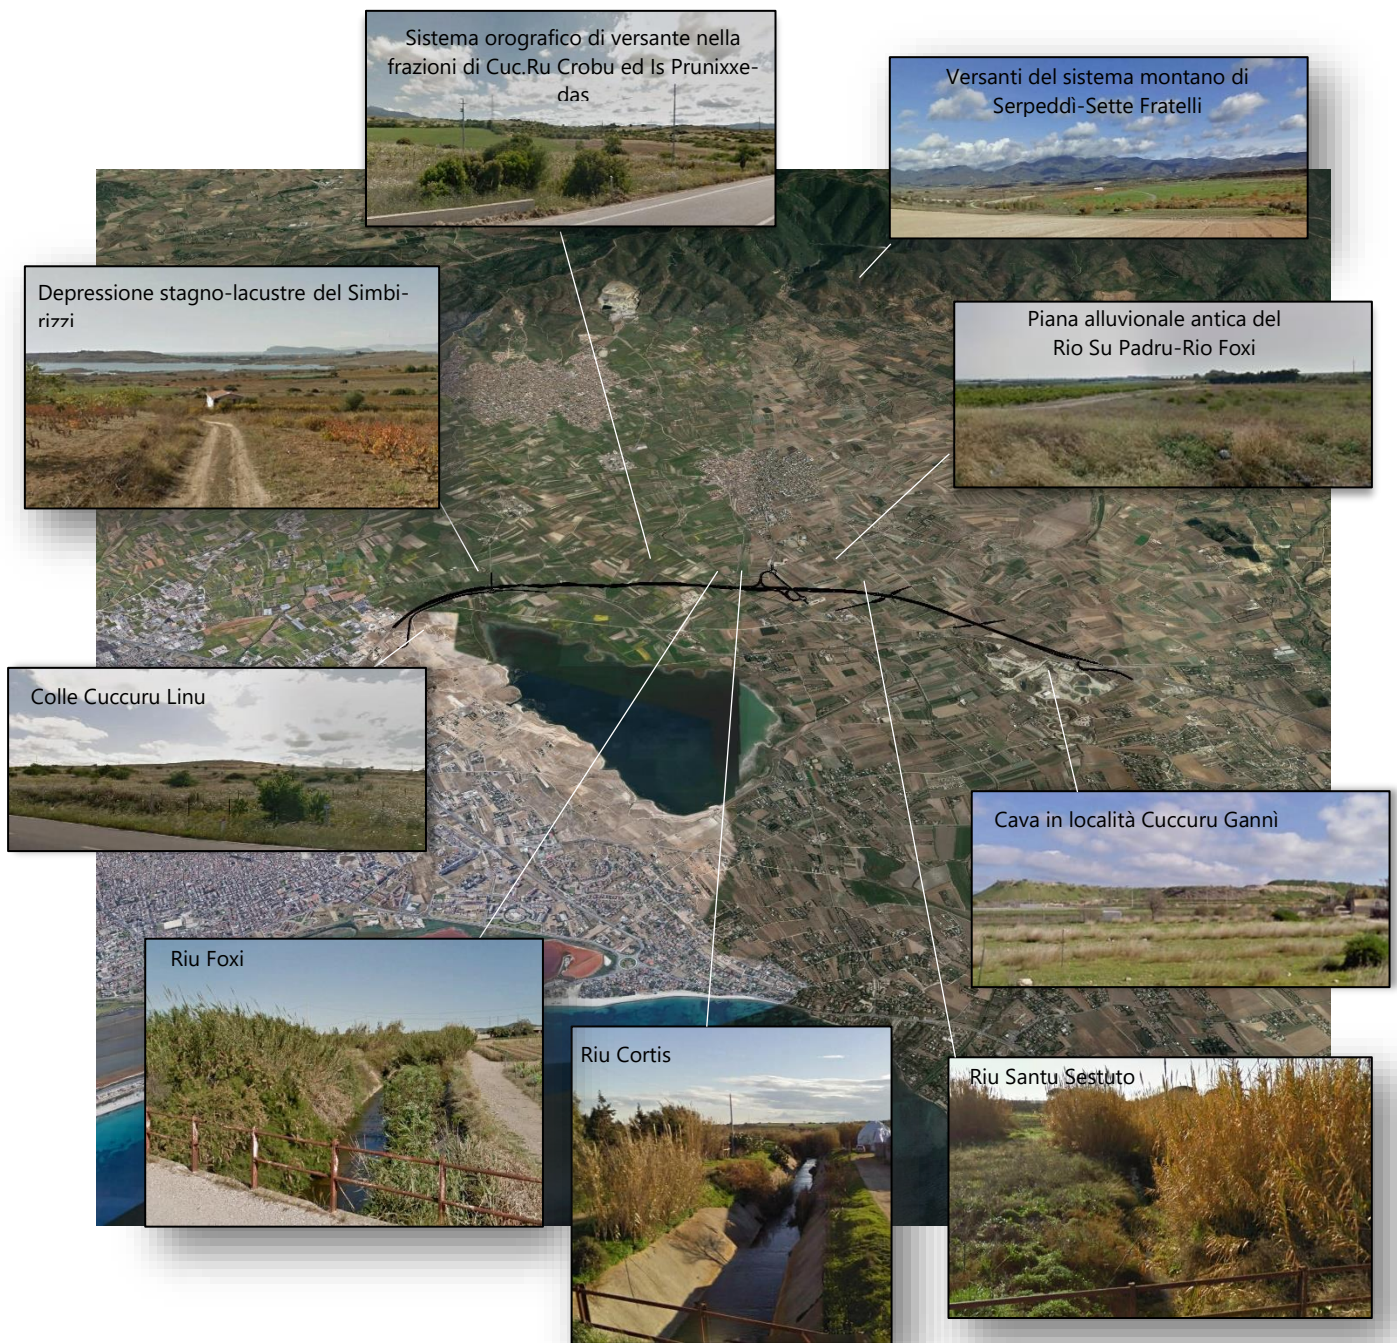 Sistema orografico di versante nella
frazioni di Cuc.Ru Crobu ed Is Prunixxe-
das
Versanti del sistema montano di
Serpeddì-Sette Fratelli
Depressione stagno-lacustre del Simbi-
rizzi
Piana alluvionale antica del
Rio Su Padru-Rio Foxi
Colle Cuccuru Linu
Cava in località Cuccuru Gannì
Riu Foxi
Riu Cortis
Riu Santu Sestuto